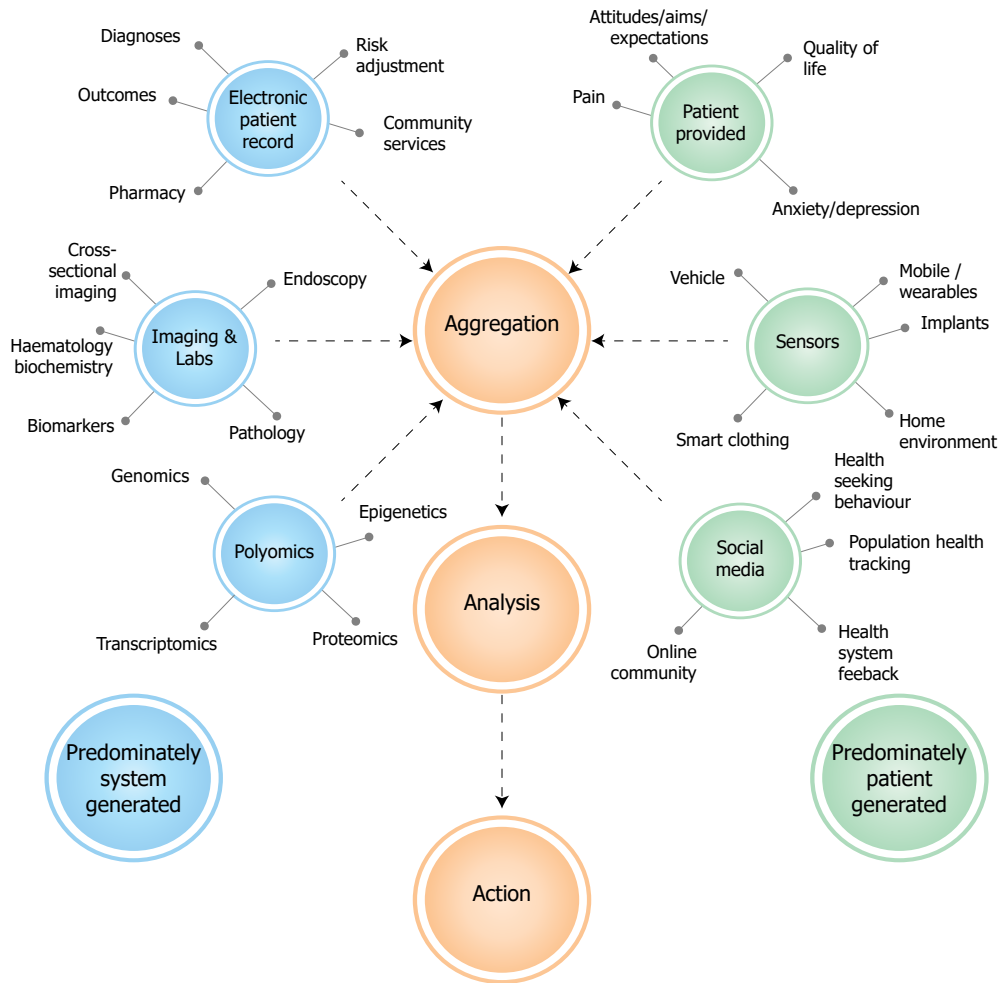 Diagnoses
Risk
adjustment
Outcomes
Electronic
patient
record
Community
services
Pharmacy
Attitudes/aims/
expectations
Quality of
life
Pain
Patient
provided
Anxiety/depression
Cross-
sectional
imaging
Endoscopy
Imaging &
Labs
Haematology
biochemistry
Biomarkers
Pathology
Aggregation
Vehicle
Mobile /
wearables
Implants
Sensors
Smart clothing
Home
environment
Genomics
Epigenetics
Polyomics
Transcriptomics
Proteomics
Analysis
Health
seeking
behaviour
Social
media
Population health
tracking
Online
community
Health
system
feeback
Predominately
system
generated
Predominately
patient
generated
Action